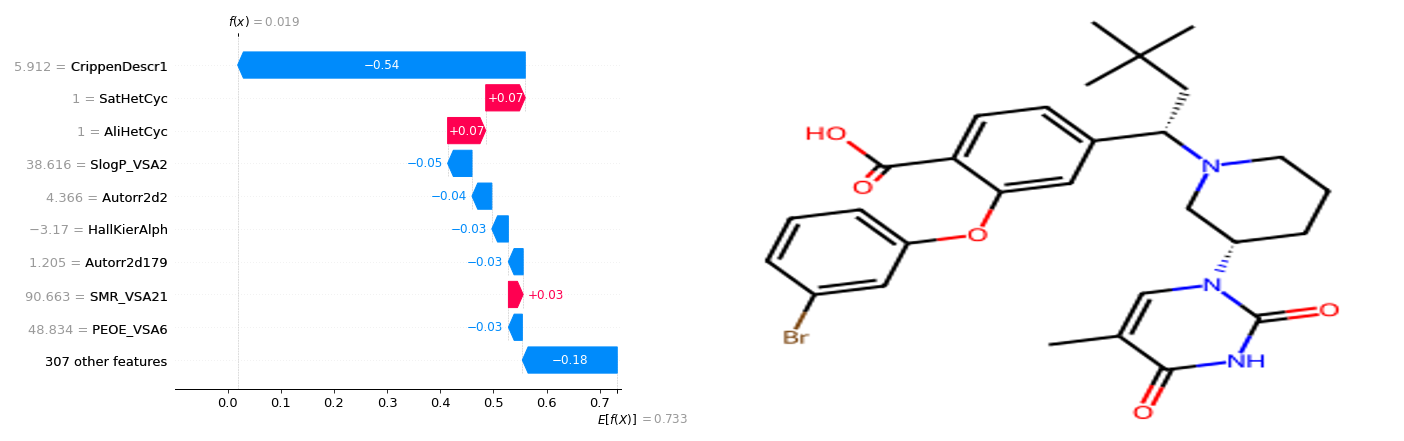 f(x) = 0.019
5.912 = CrippenDescr1
−0.54
1 = SatHetCyc
+0.07
1 = AliHetCyc
+0.07
38.616 = SlogP_VSA2
−0.05
4.366 = Autorr2d2
−0.04
−3.17 = HallKierAlph
−0.03
1.205 = Autorr2d179
−0.03
90.663 = SMR_VSA21
+0.03
48.834 = PEOE_VSA6
−0.03
307 other features
−0.18
0.0 0.1 0.2 0.3 0.4 0.5 0.6 0.7
E[f(X)] = 0.733
HO
O
O
Br
N
N
O
NH
O